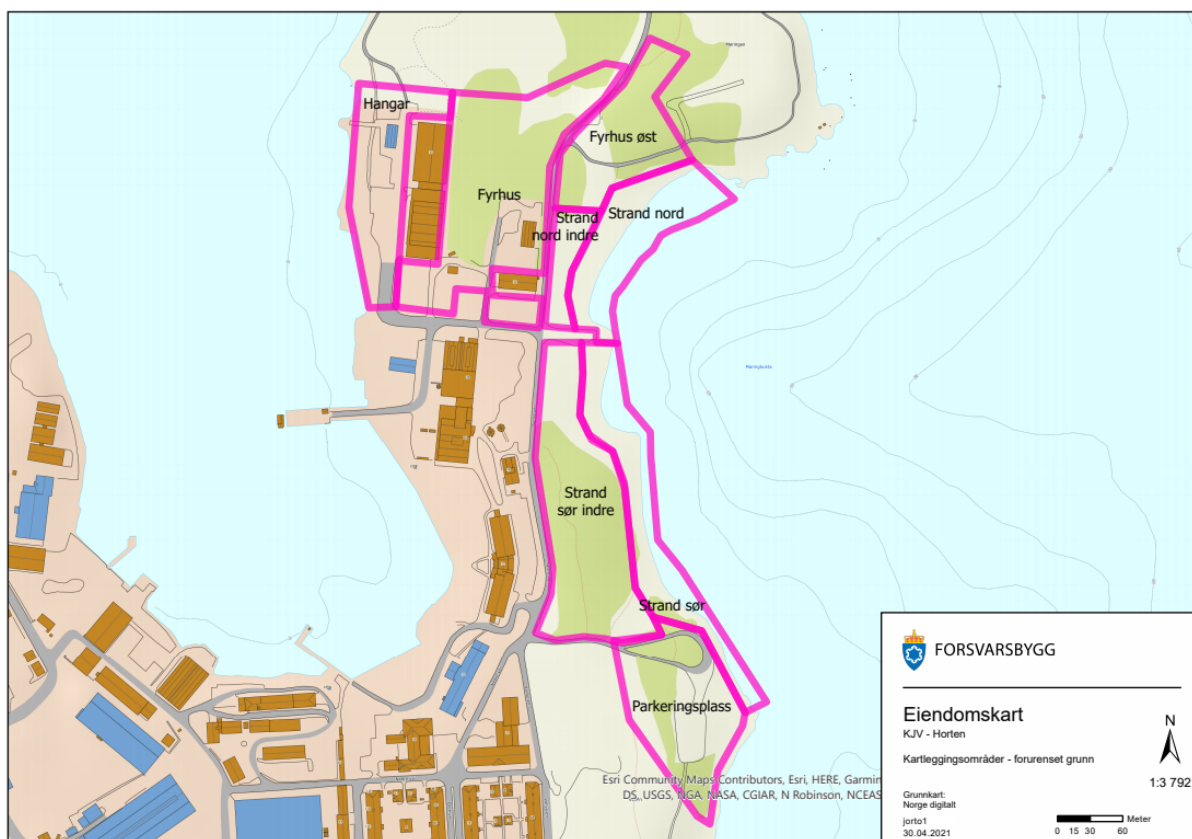 Hangar
Fyrhus øst
Fyrhus
Strand
nord indre
Strand nord
Strand
sør indre
Strand sør
Parkeringsplass
Esri Community Maps Contributors, Esri, HERE, Garmin
DS, USGS, NGA, NASA, CGIAR, N Robinson, NCEAS
FORSVARSBYGG
Eiendomskart
KJV - Horten
Kartleggingsområder - forurenset grunn
N
1:3 792
Grunnkart:
Norge digitalt
jorto1
30.04.2021
Meter
0 15 30 60